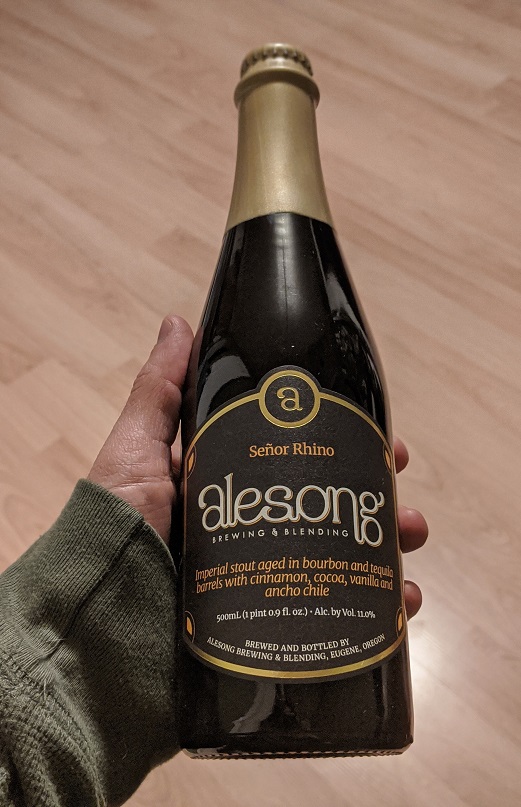 a
Señor Rhino
alesong
BREWING & BLENDING
Imperial stout aged in bourbon and tequila
barrels with cinnamon, cocoa, vanilla and
ancho chile
500mL (1 pint 0.9 fl. oz.) · Alc. by Vol. 11.0%
BREWED AND BOTTLED BY
ALESONG BREWING & BLENDING, EUGENE, OREGON